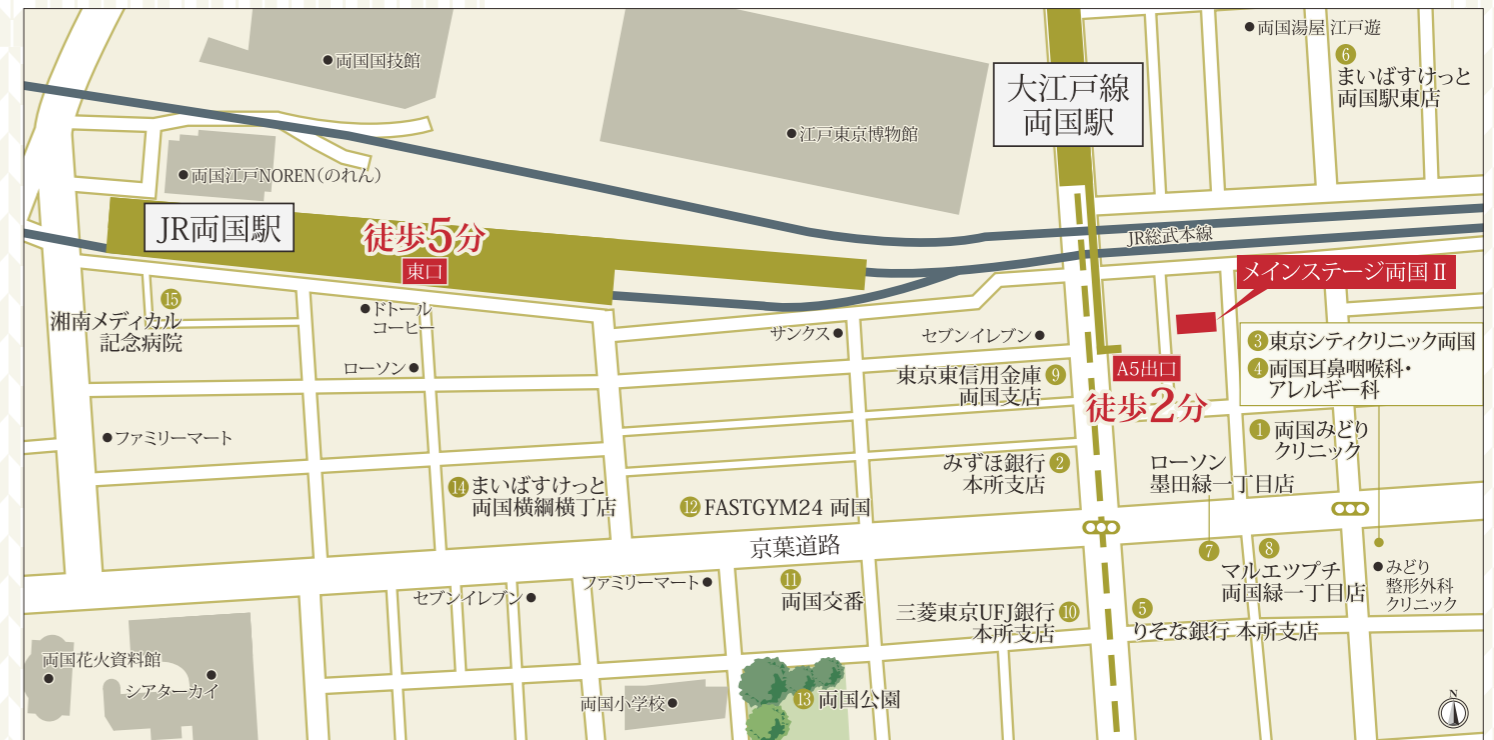 両国国技館
両国江戸NOREN(のれん)
江戸東京博物館
大江戸線
両国駅
両国湯屋 江戸遊
⑥
まいばすけっと
両国駅東店
JR両国駅
徒歩5分
東口
JR総武本線
メインステージ両国Ⅱ
⑮
湘南メディカル
記念病院
ドトール
コーヒー
ローソン
サンクス
セブンイレブン
③東京シティクリニック両国
④両国耳鼻咽喉科・
アレルギー科
A5出口
徒歩2分
東京東信用金庫⑨
両国支店
ファミリーマート
①両国みどり
クリニック
みずほ銀行②
本所支店
ローソン
墨田緑一丁目店
⑭まいばすけっと
両国横綱横丁店
⑫FASTGYM24 両国
京葉道路
セブンイレブン
ファミリーマート
⑪
両国交番
三菱東京UFJ銀行⑩
本所支店
⑤
りそな銀行 本所支店
⑦
⑧
マルエツプチ
両国緑一丁目店
みどり
整形外科
クリニック
両国花火資料館
シアターカイ
両国小学校
⑬両国公園
N